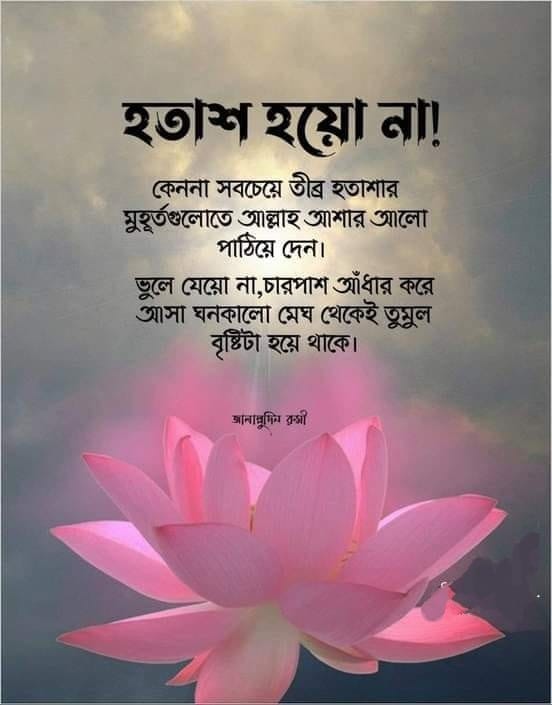 হতাশ হয়ো না!
কেননা সবচেয়ে তীব্র হতাশার
মুহূর্তগুলোতে আল্লাহ আশার আলো
পাঠিয়ে দেন।
ভুলে যেয়ো না,চারপাশ আঁধার করে
আসা ঘনকালো মেঘ থেকেই তুমুল
বৃষ্টিটা হয়ে থাকে।
জালাল্লুদিন রুমী